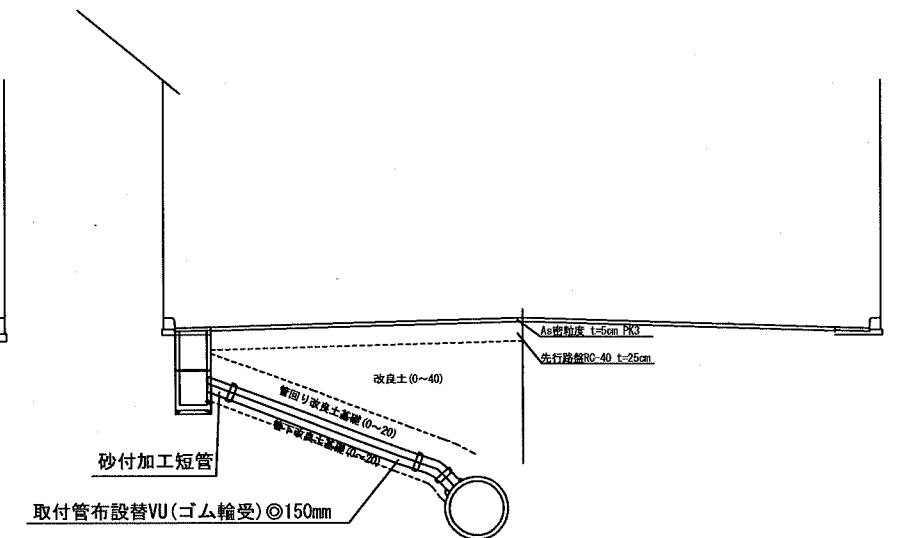 As密粒度 t=5cm PK3
先行路盤RC-40 t=25cm
改良土(0～40)
管回り改良土基礎(0～20)
管下改良土基礎(0～20)
砂付加工短管
取付管布設替VU(ゴム輪受)◎150mm